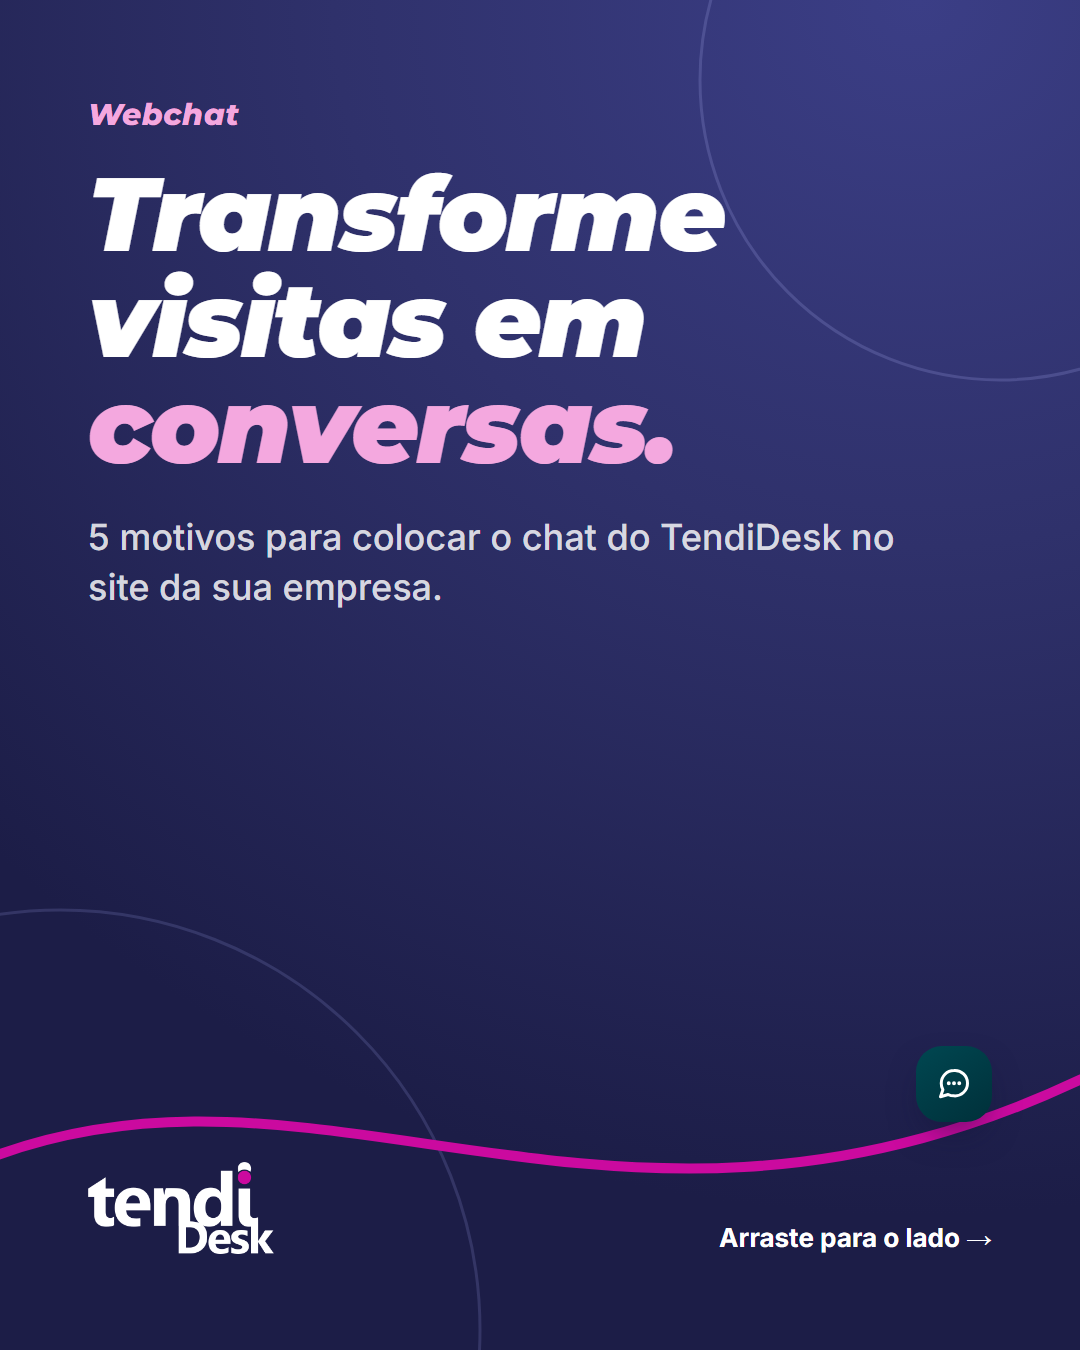 Webchat
Transforme
visitas em
conversas.
5 motivos para colocar o chat do TendiDesk no
site da sua empresa.
tendi
Desk
Arraste para o lado →